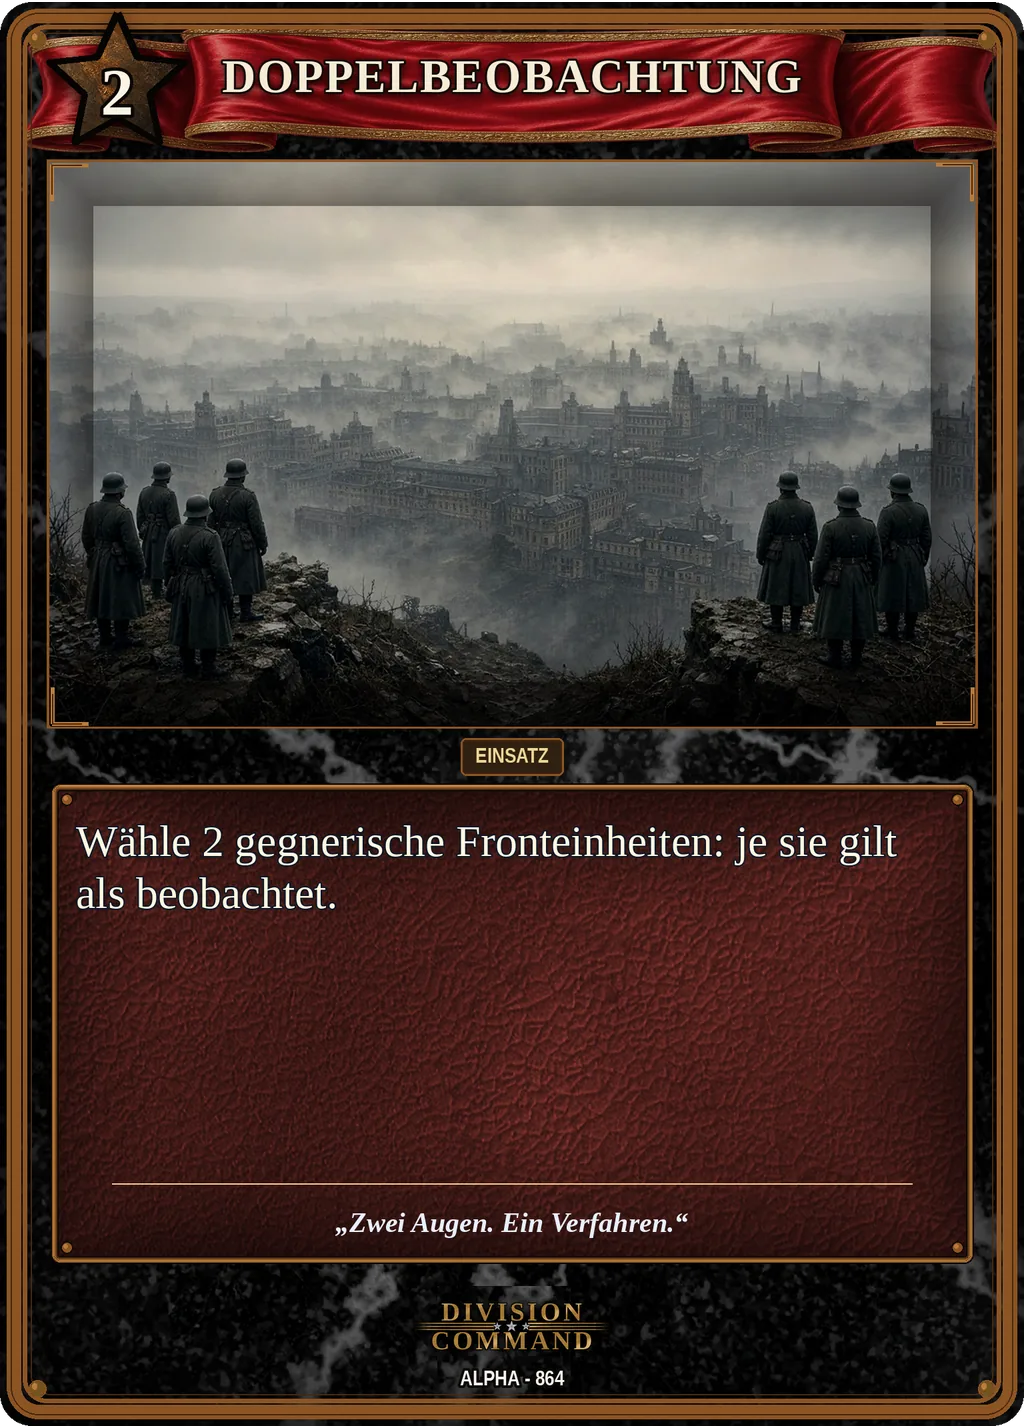 2
DOPPELBEOBACHTUNG
EINSATZ
Wähle 2 gegnerische Fronteinheiten: je sie gilt
als beobachtet.
„Zwei Augen. Ein Verfahren.“
DIVISION
COMMAND
ALPHA - 864